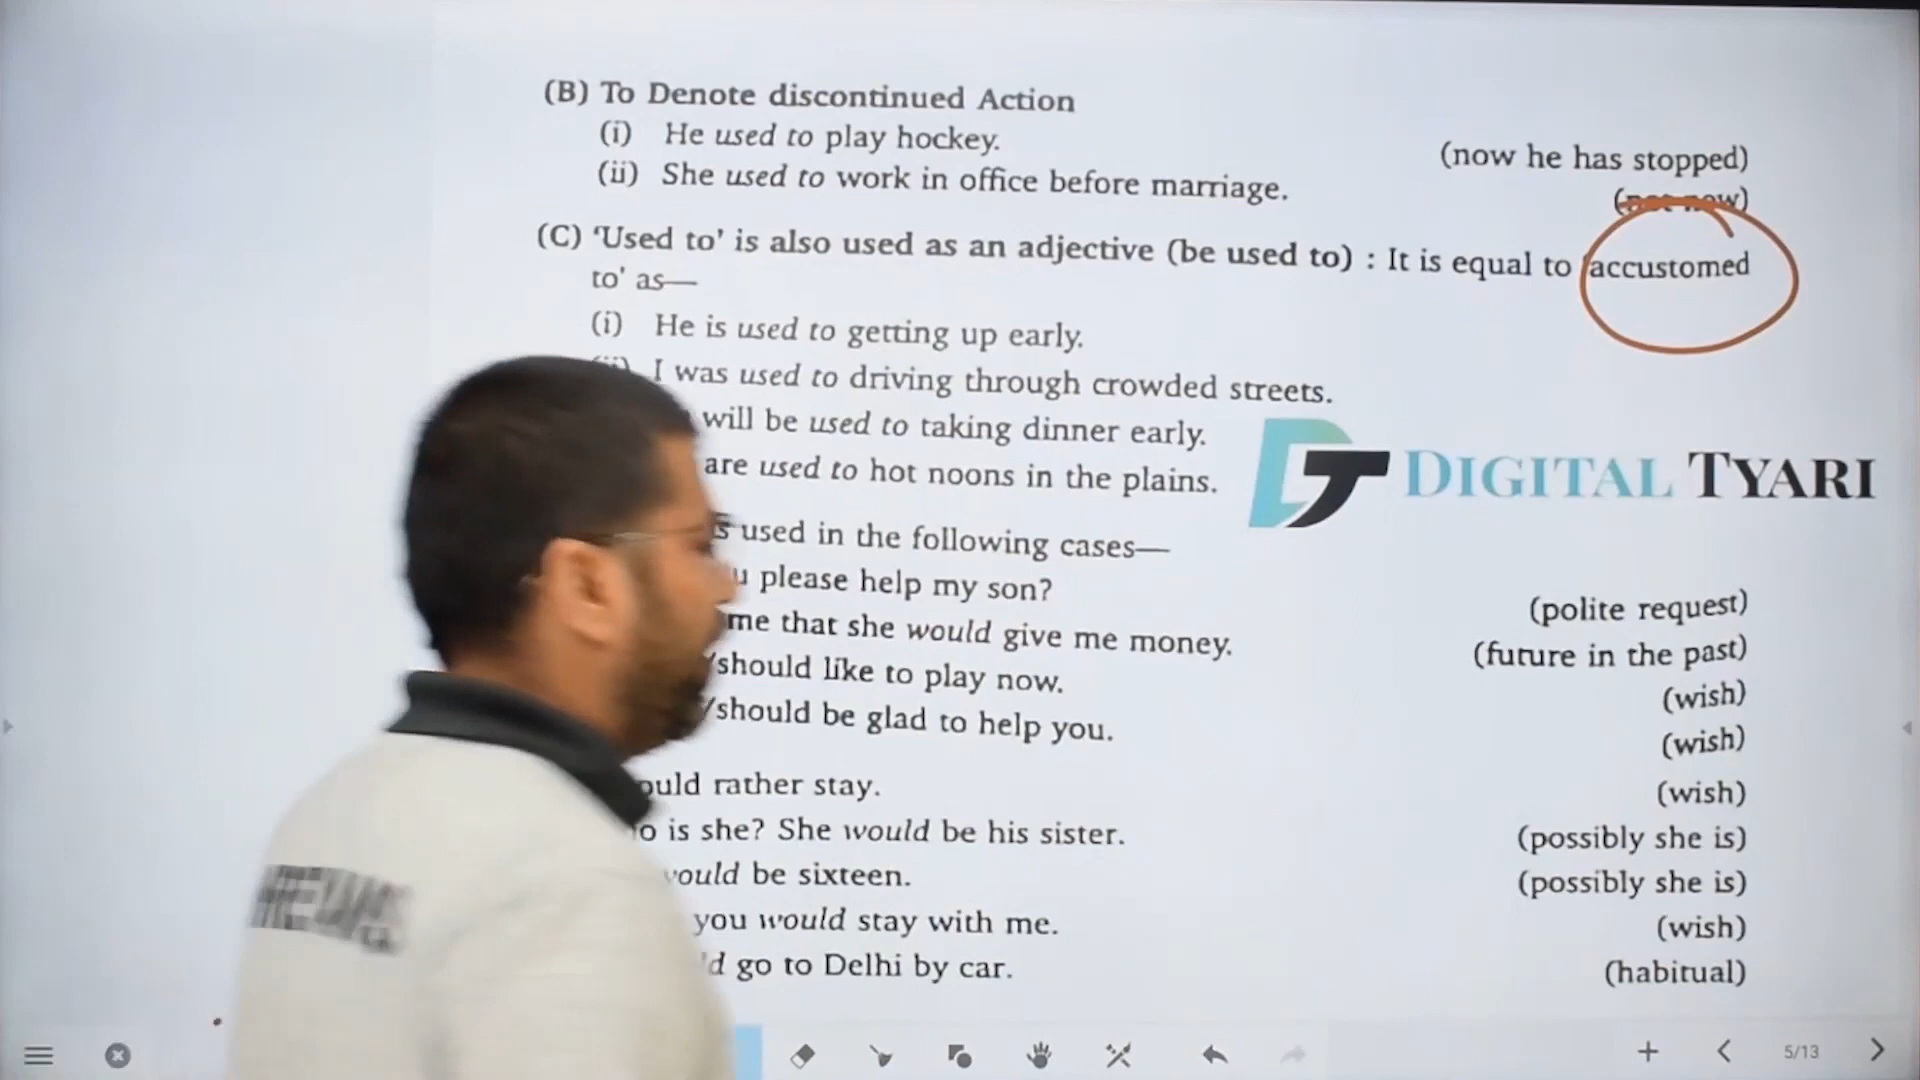 (B) To Denote discontinued Action
(i) He used to play hockey.
(now he has stopped)
(ii) She used to work in office before marriage.
(not now)
(C) ‘Used to’ is also used as an adjective (be used to) : It is equal to 'accustomed
to' as—
(i) He is used to getting up early.
(ii) I was used to driving through crowded streets.
will be used to taking dinner early.
are used to hot noons in the plains.
DIGITAL TYARI
used in the following cases—
please help my son?
(polite request)
me that she would give me money.
(future in the past)
/should like to play now.
(wish)
/should be glad to help you.
(wish)
rather stay.
(wish)
is she? She would be his sister.
(possibly she is)
be sixteen.
(possibly she is)
you would stay with me.
(wish)
go to Delhi by car.
(habitual)
5/13